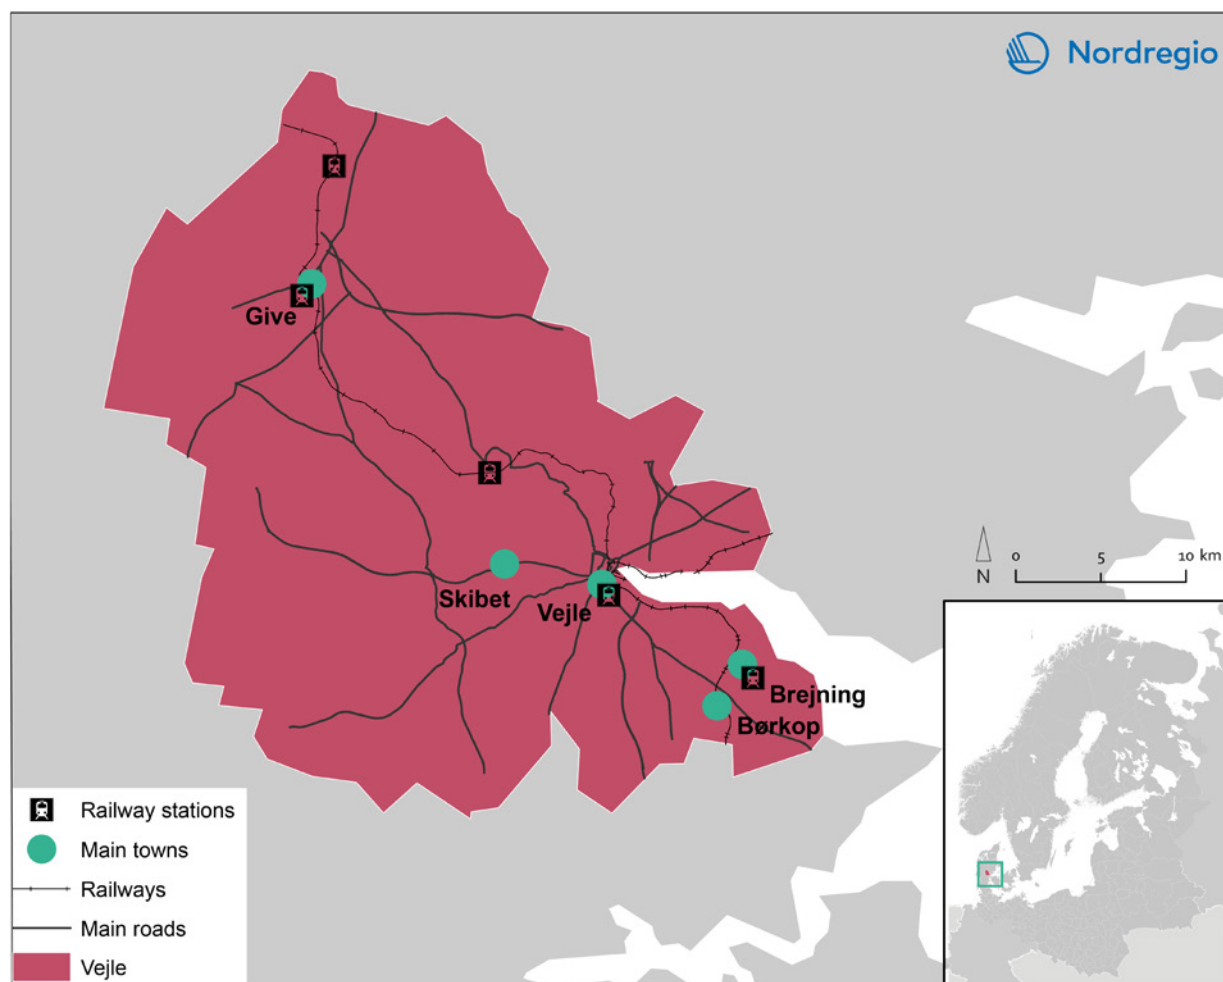 Nordregio
Give
Skibet
Vejle
Brejning
Børkop
0 5 10 km
N
Railway stations
Main towns
Railways
Main roads
Vejle